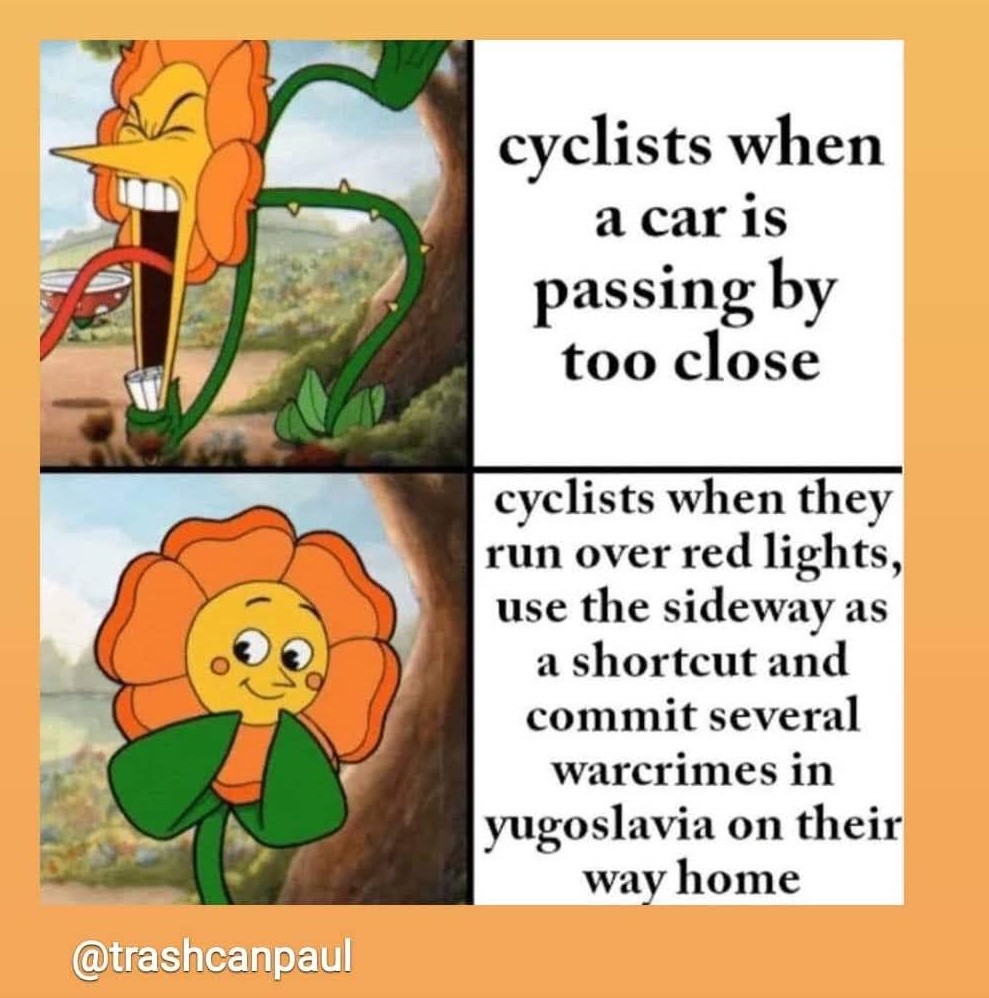 cyclists when
a car is
passing by
too close
cyclists when they
run over red lights,
use the sideway as
a shortcut and
commit several
warcrimes in
yugoslavia on their
way home
@trashcanpaul